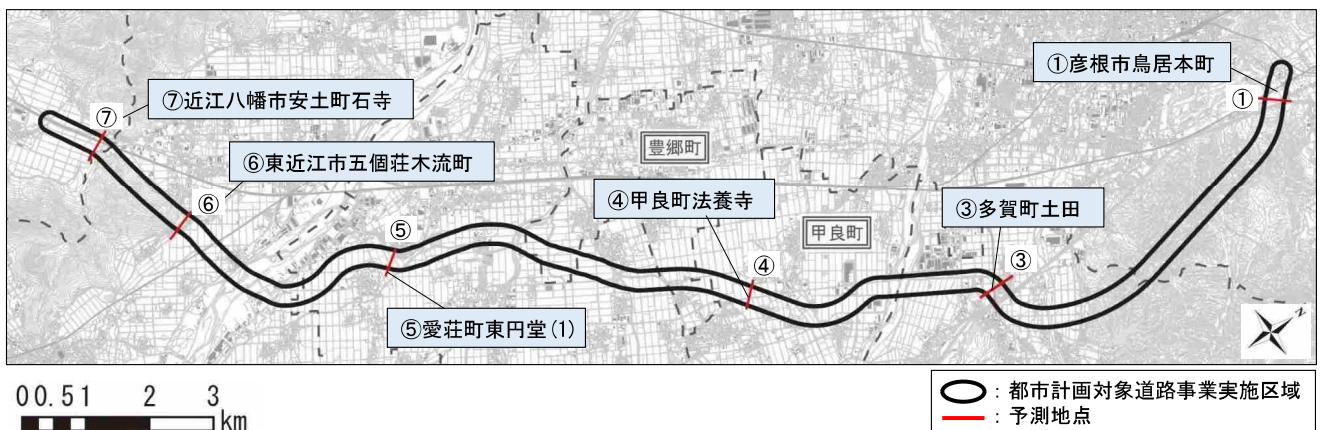 ①彦根市鳥居本町
①
⑦近江八幡市安土町石寺
⑦
豊郷町
⑥東近江市五個荘木流町
⑥
④甲良町法養寺
③多賀町土田
⑤
甲良町
④
③
⑤愛荘町東円堂(1)
N
0 0.5 1 2 3
km
：都市計画対象道路事業実施区域
：予測地点